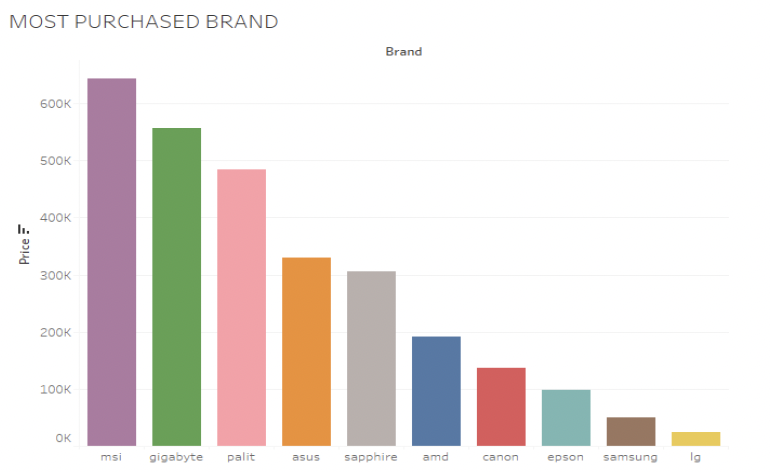 MOST PURCHASED BRAND
Brand
600K
500K
400K
300K
200K
100K
0K
Price
msi gigabyte palit asus sapphire amd canon epson samsung lg